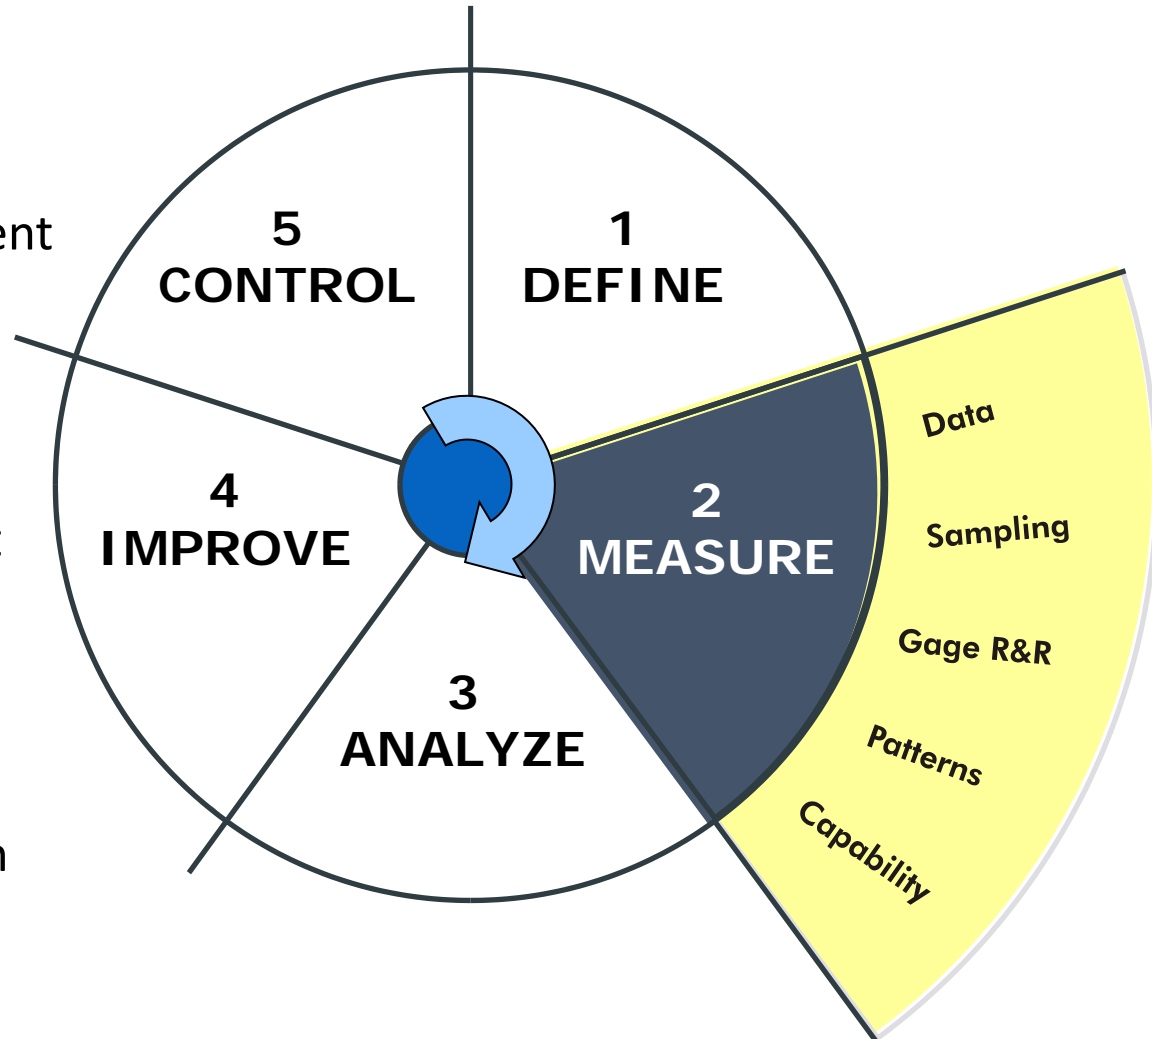 5
CONTROL
1
DEFINE
ent
4
IMPROVE
2
MEASURE
3
ANALYZE
Data
Sampling
Gage R&R
Patterns
Capability